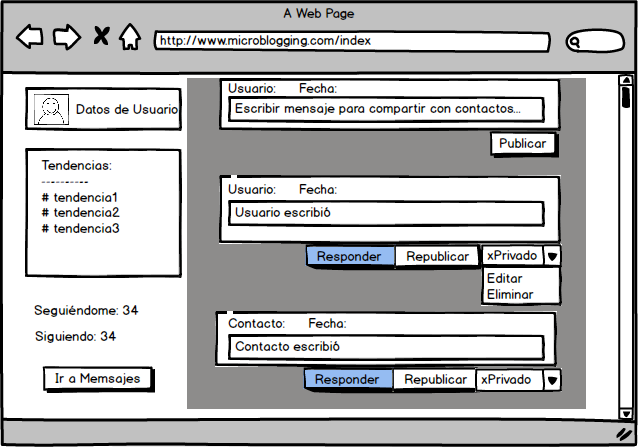 A Web Page
http://www.microblogging.com/index
Datos de Usuario
Tendencias:
----------
# tendencia1
# tendencia2
# tendencia3
Seguiéndome: 34
Siguiendo: 34
Ir a Memsajes
Usuario: Fecha:
Escribir mensaje para compartir con contactos...
Publicar
Usuario: Fecha:
Usuario escribió
Responder Republicar xPrivado
Editar
Eliminar
Contacto: Fecha:
Contacto escribió
Responder Republicar xPrivado